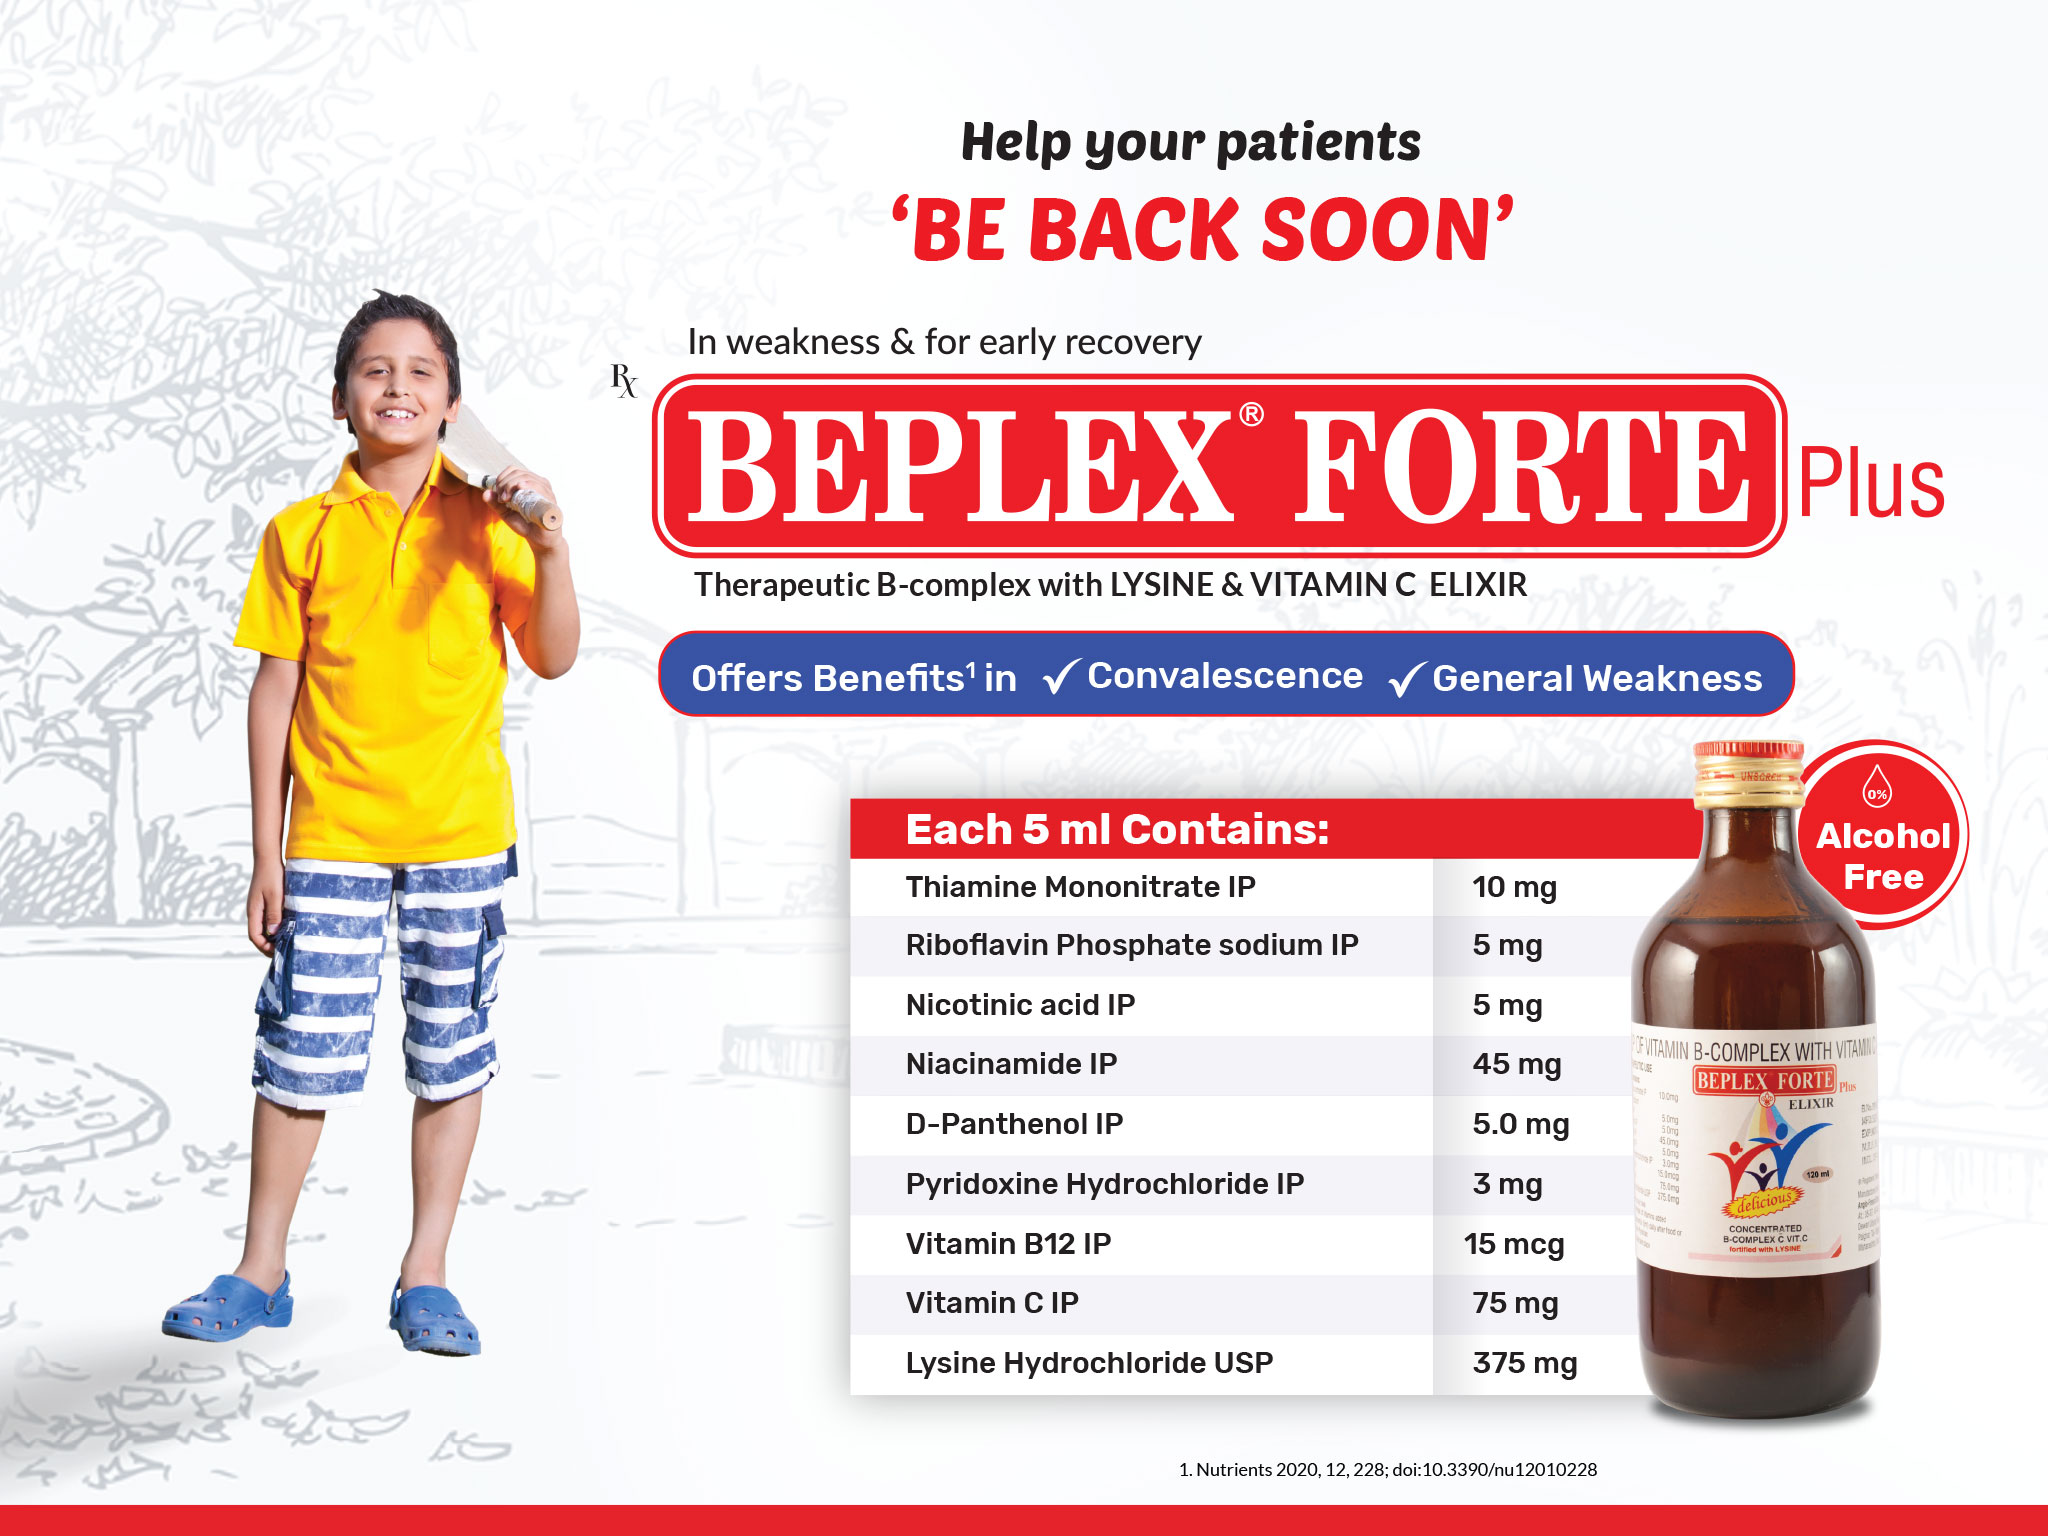 Help your patients
‘BE BACK SOON’
In weakness & for early recovery
Rx
BEPLEX® FORTE Plus
Therapeutic B-complex with LYSINE & VITAMIN C ELIXIR
Offers Benefits¹ in ✓ Convalescence ✓ General Weakness
0%
Alcohol
Free
Each 5 ml Contains:
Thiamine Mononitrate IP 10 mg
Riboflavin Phosphate sodium IP 5 mg
Nicotinic acid IP 5 mg
Niacinamide IP 45 mg
D-Panthenol IP 5.0 mg
Pyridoxine Hydrochloride IP 3 mg
Vitamin B12 IP 15 mcg
Vitamin C IP 75 mg
Lysine Hydrochloride USP 375 mg
OF VITAMIN B-COMPLEX WITH VITAMIN
BEPLEX FORTE Plus
ELIXIR
120 ml
delicious
CONCENTRATED
B-COMPLEX C̄ VIT.C
fortified with LYSINE
1. Nutrients 2020, 12, 228; doi:10.3390/nu12010228